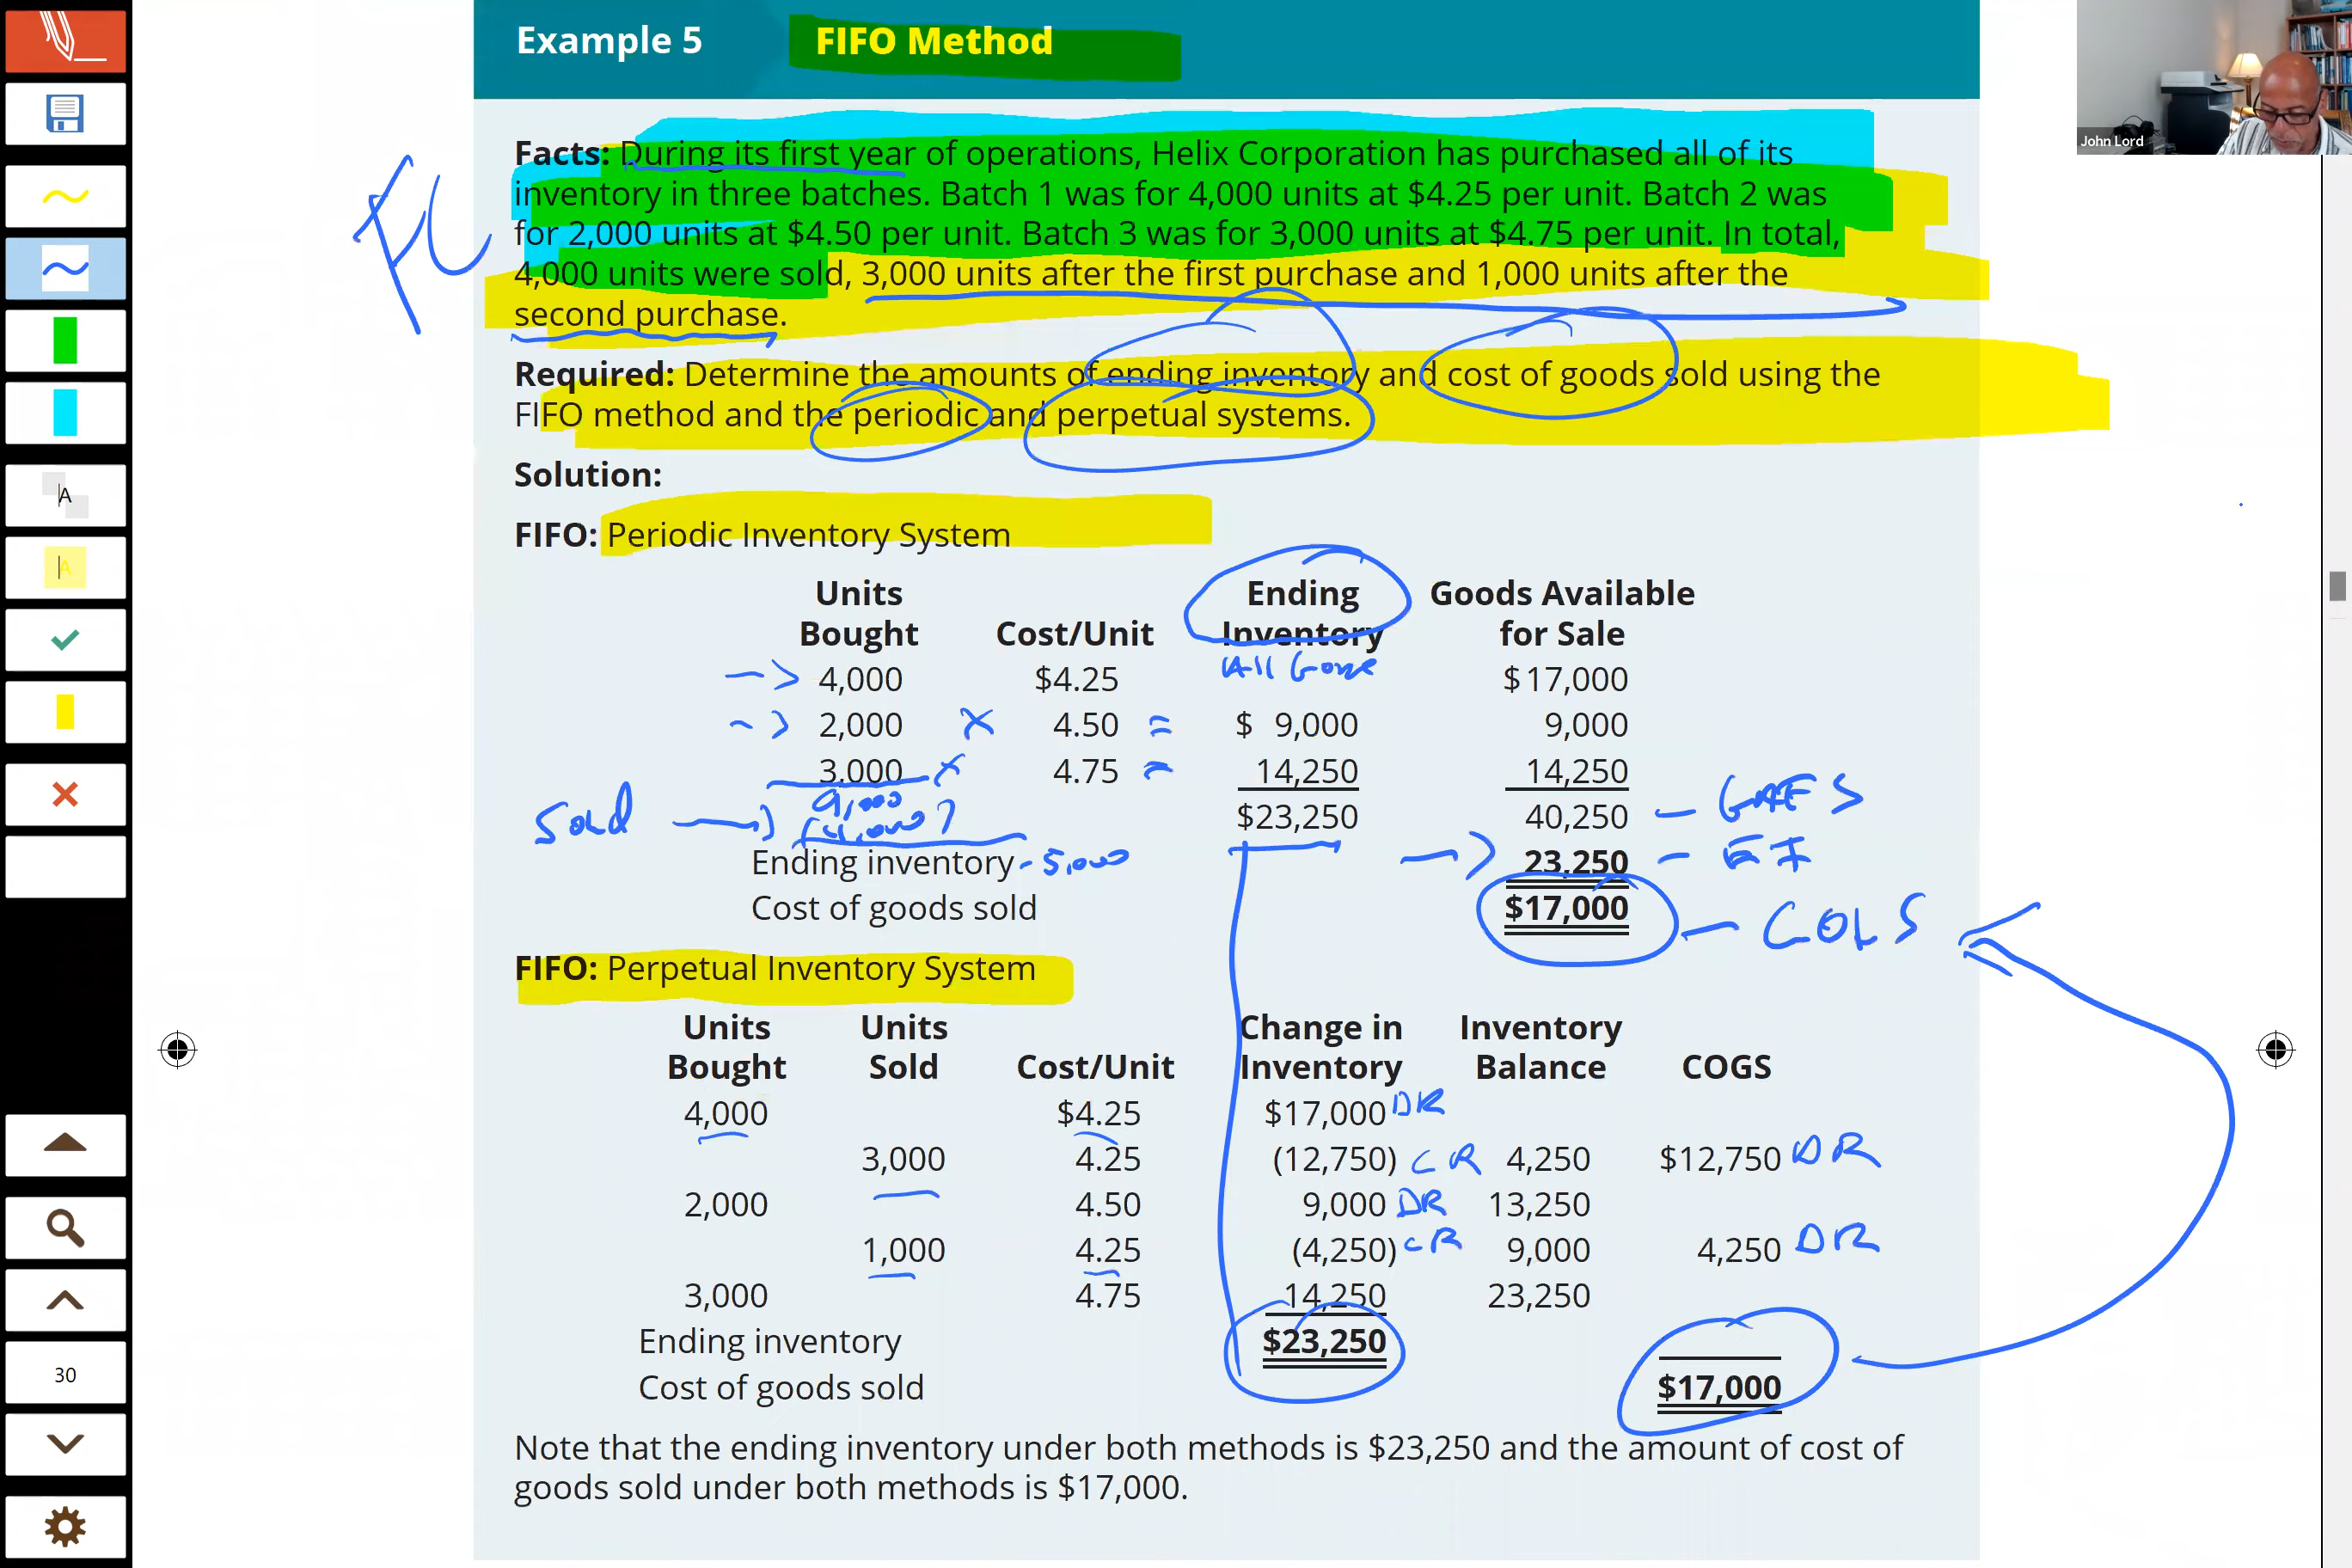 Example 5 FIFO Method
John Lord
Facts: During its first year of operations, Helix Corporation has purchased all of its
inventory in three batches. Batch 1 was for 4,000 units at $4.25 per unit. Batch 2 was
for 2,000 units at $4.50 per unit. Batch 3 was for 3,000 units at $4.75 per unit. In total,
4,000 units were sold, 3,000 units after the first purchase and 1,000 units after the
second purchase.
Required: Determine the amounts of ending inventory and cost of goods sold using the
FIFO method and the periodic and perpetual systems.
Solution:
FIFO: Periodic Inventory System
Units Ending Goods Available
Bought Cost/Unit Inventory for Sale
All Gone
4,000 $4.25 $17,000
2,000 X 4.50 = $ 9,000 9,000
3,000 x 4.75 = 14,250 14,250
Sold 9,000
(4,000)
$23,250 40,250 - GAFS
Ending inventory - 5,000 23,250 - EI
Cost of goods sold $17,000 - COGS
FIFO: Perpetual Inventory System
Units Units Change in Inventory
Bought Sold Cost/Unit Inventory Balance COGS
4,000 $4.25 $17,000 DR
3,000 4.25 (12,750) CR 4,250 $12,750 DR
2,000 4.50 9,000 DR 13,250
1,000 4.25 (4,250) CR 9,000 4,250 DR
3,000 4.75 14,250 23,250
Ending inventory $23,250
Cost of goods sold $17,000
Note that the ending inventory under both methods is $23,250 and the amount of cost of
goods sold under both methods is $17,000.
A
A
30